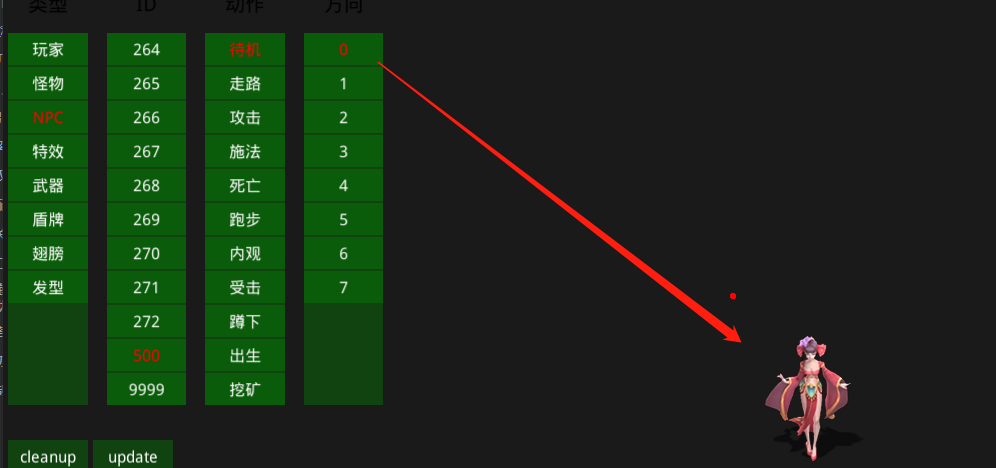 类型 ID 动作 方向
玩家 264 待机 0
怪物 265 走路 1
NPC 266 攻击 2
特效 267 施法 3
武器 268 死亡 4
盾牌 269 跑步 5
翅膀 270 内观 6
发型 271 受击 7
272 蹲下
500 出生
9999 挖矿
cleanup update